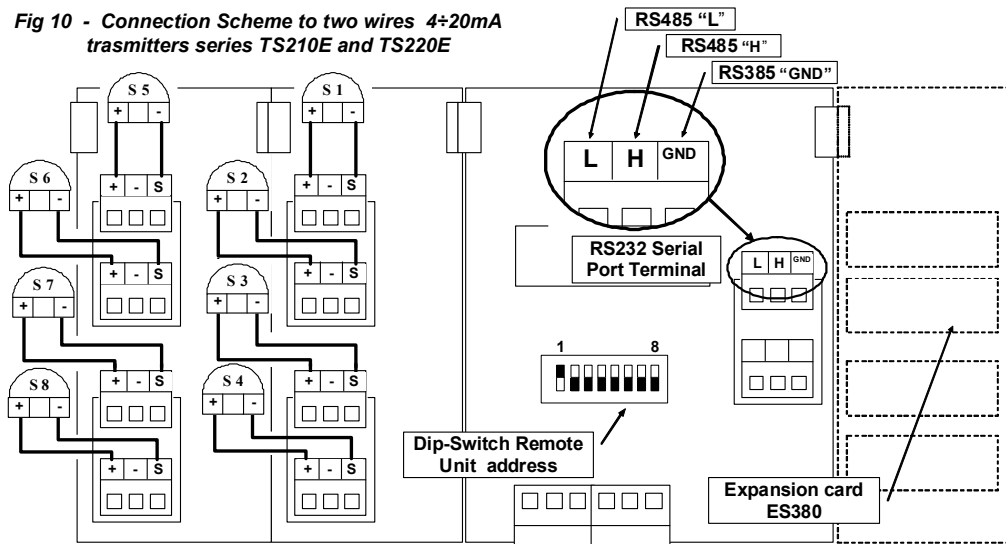 Fig 10 - Connection Scheme to two wires 4÷20mA
trasmitters series TS210E and TS220E
RS485 “L”
RS485 “H”
RS385 “GND”
S 5
+ -
S 1
+ -
L H GND
S 6
+ -
+ - S
S 2
+ -
+ - S
RS232 Serial
Port Terminal
L H GND
+ - S
+ - S
S 7
+ -
S 3
+ -
1 8
S 8
+ -
+ - S
S 4
+ -
+ - S
Dip-Switch Remote
Unit address
+ - S
+ - S
Expansion card
ES380